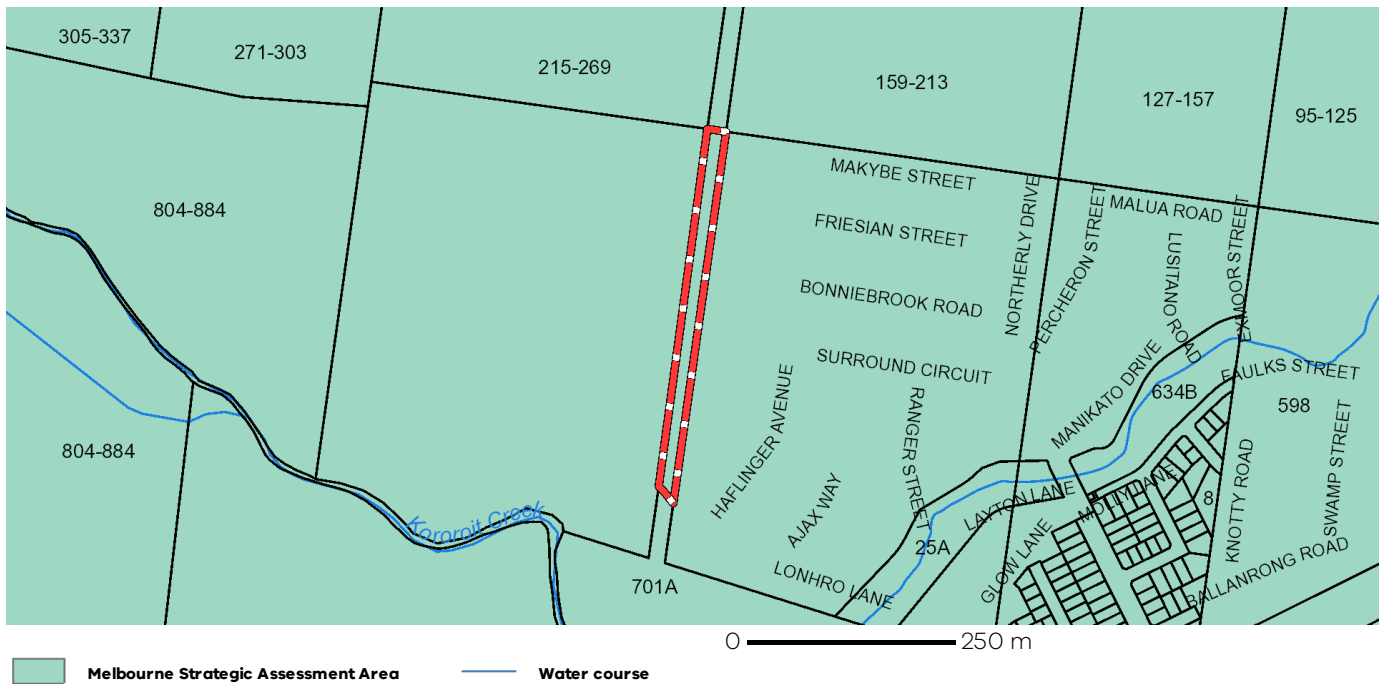 305-337
271-303
215-269
159-213
127-157
95-125
MAKYBE STREET
MALUA ROAD
804-884
FRIESIAN STREET
NORTHERLY DRIVE
PERCHERON STREET
LUSITANO ROAD
EXMOOR STREET
BONNIEBROOK ROAD
SURROUND CIRCUIT
MANIKATO DRIVE
FAULKS STREET
634B
598
HAFLINGER AVENUE
RANGER STREET
804-884
KNOTTY ROAD
SWAMP STREET
AJAX WAY
LAYTON LANE
MOLLY LANE
8
Kororoit Creek
25A
GLOW LANE
BALLANRONG ROAD
701A
LONHRO LANE
0 250 m
Melbourne Strategic Assessment Area
Water course